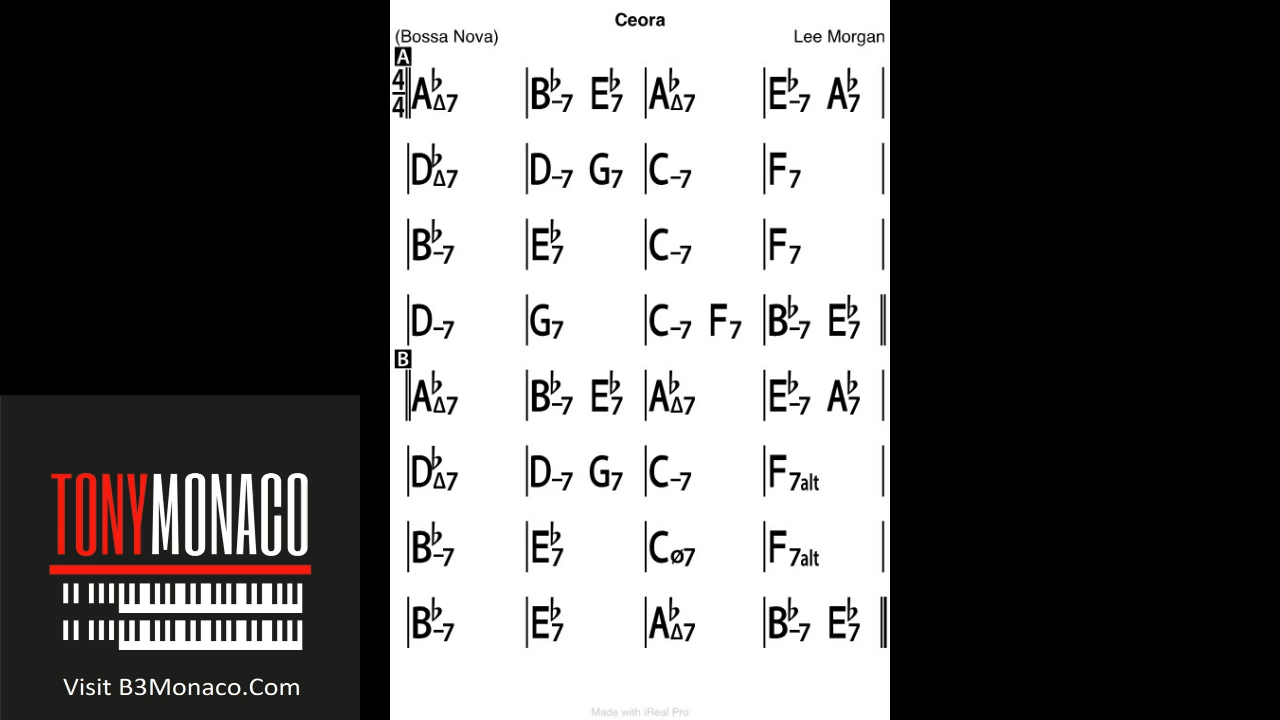 Ceora
(Bossa Nova) Lee Morgan
A
4/4 A♭Δ7 | B♭–7 E♭7 | A♭Δ7 | E♭–7 A♭7 |
D♭Δ7 | D–7 G7 | C–7 | F7 |
B♭–7 | E♭7 | C–7 | F7 |
D–7 | G7 | C–7 F7 | B♭–7 E♭7 ||
B
A♭Δ7 | B♭–7 E♭7 | A♭Δ7 | E♭–7 A♭7 |
D♭Δ7 | D–7 G7 | C–7 | F7alt |
B♭–7 | E♭7 | Cø7 | F7alt |
B♭–7 | E♭7 | A♭Δ7 | B♭–7 E♭7 ||
Made with iReal Pro
TONYMONACO
Visit B3Monaco.Com